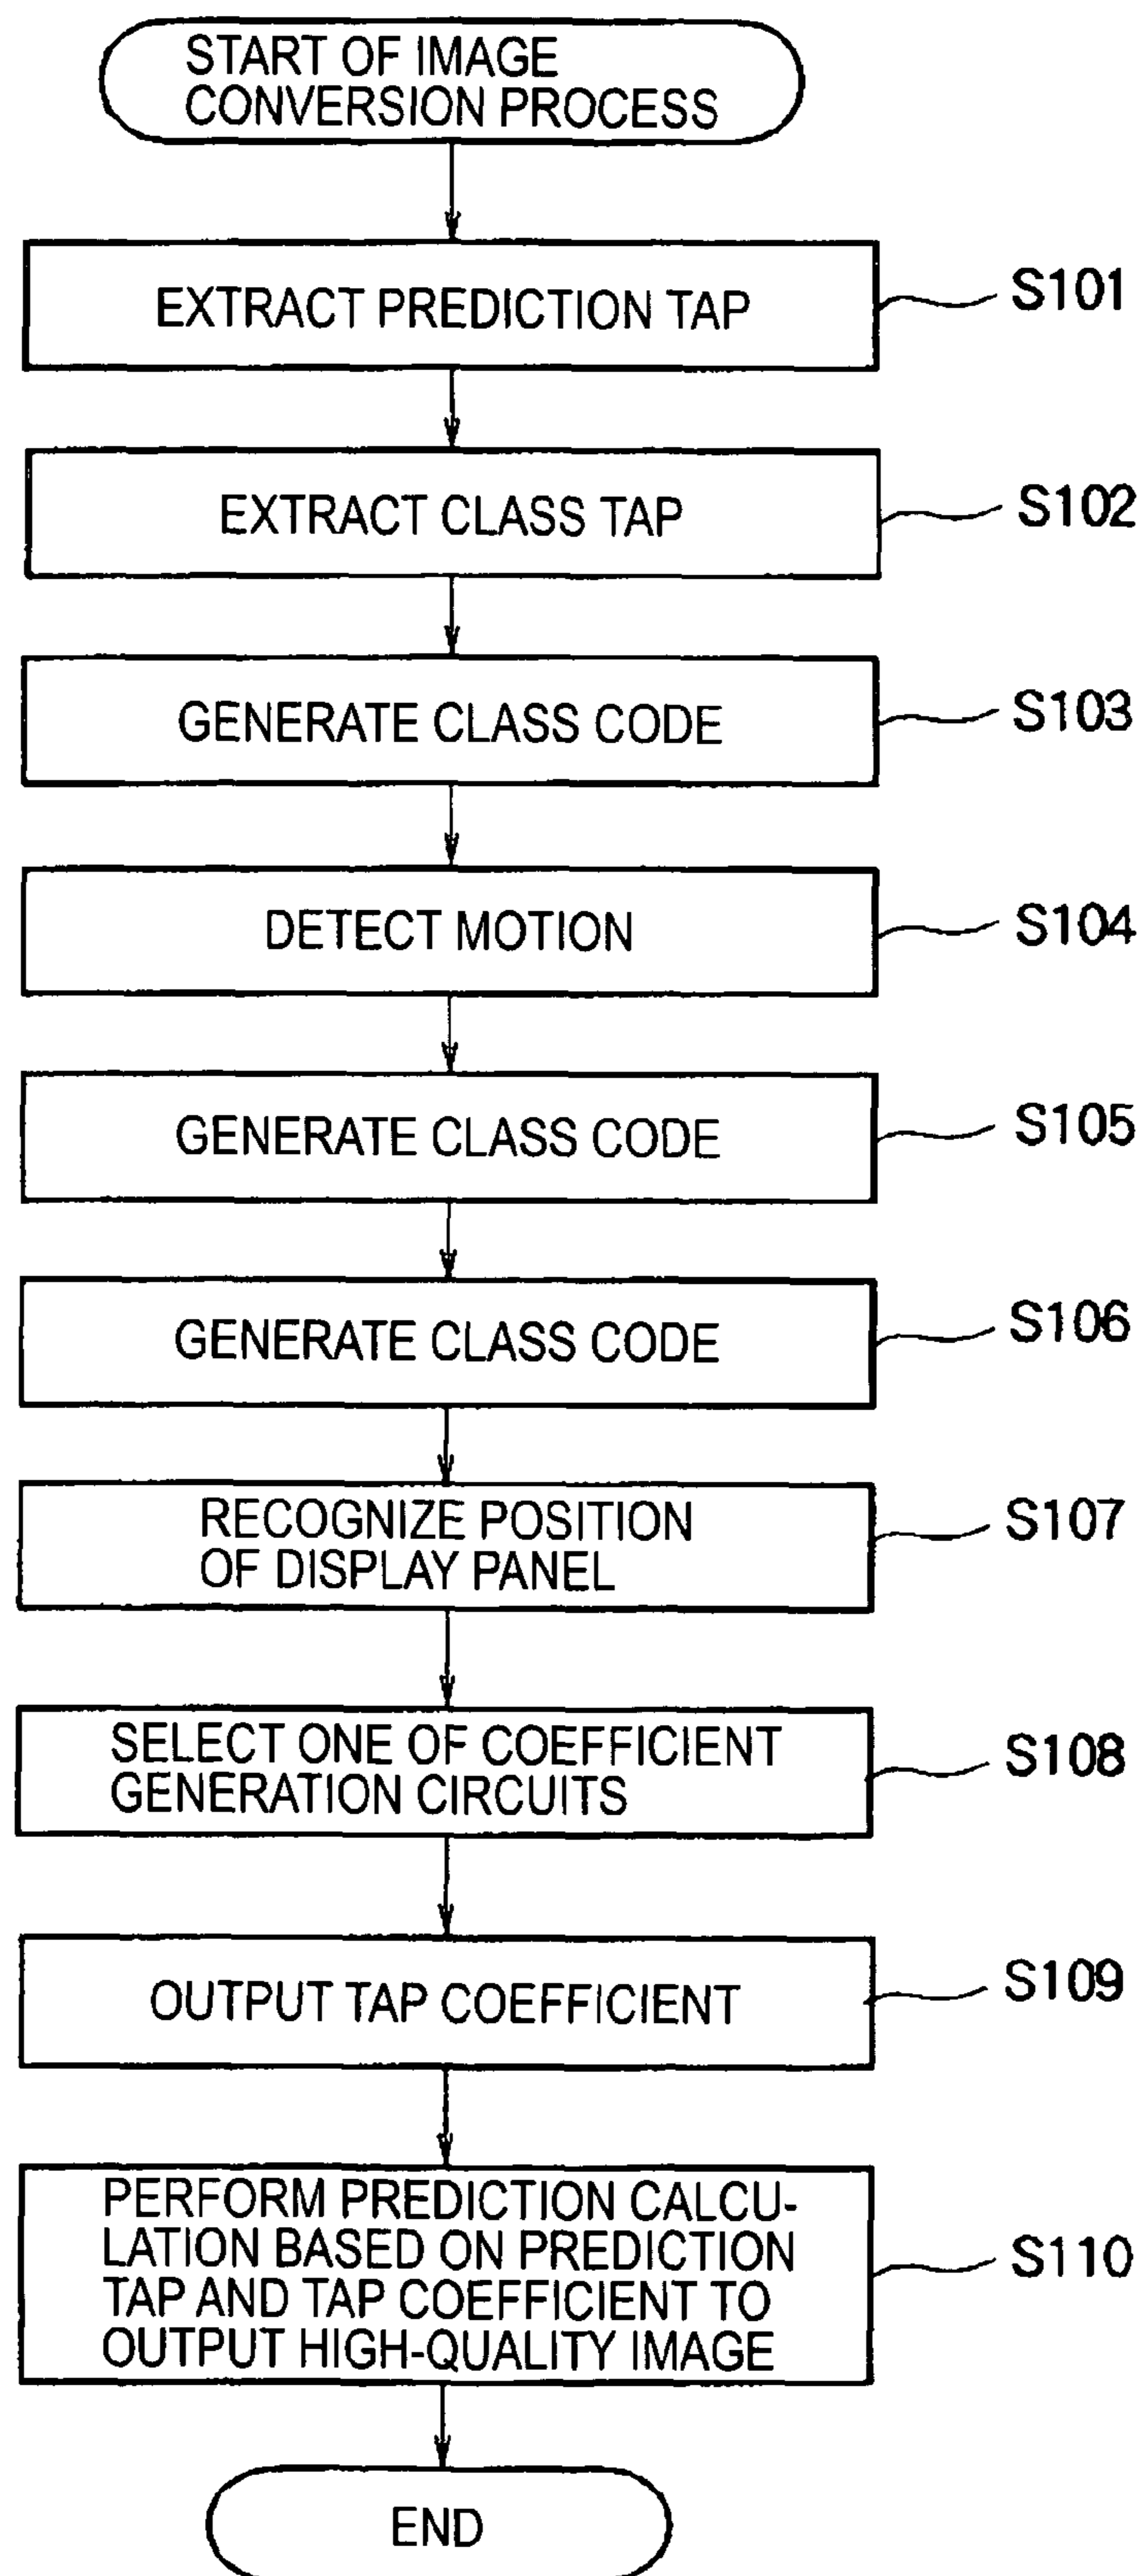 START OF IMAGE
CONVERSION PROCESS
EXTRACT PREDICTION TAP
S101
EXTRACT CLASS TAP
S102
GENERATE CLASS CODE
S103
DETECT MOTION
S104
GENERATE CLASS CODE
S105
GENERATE CLASS CODE
S106
RECOGNIZE POSITION
OF DISPLAY PANEL
S107
SELECT ONE OF COEFFICIENT
GENERATION CIRCUITS
S108
OUTPUT TAP COEFFICIENT
S109
PERFORM PREDICTION CALCU-
LATION BASED ON PREDICTION
TAP AND TAP COEFFICIENT TO
OUTPUT HIGH-QUALITY IMAGE
S110
END